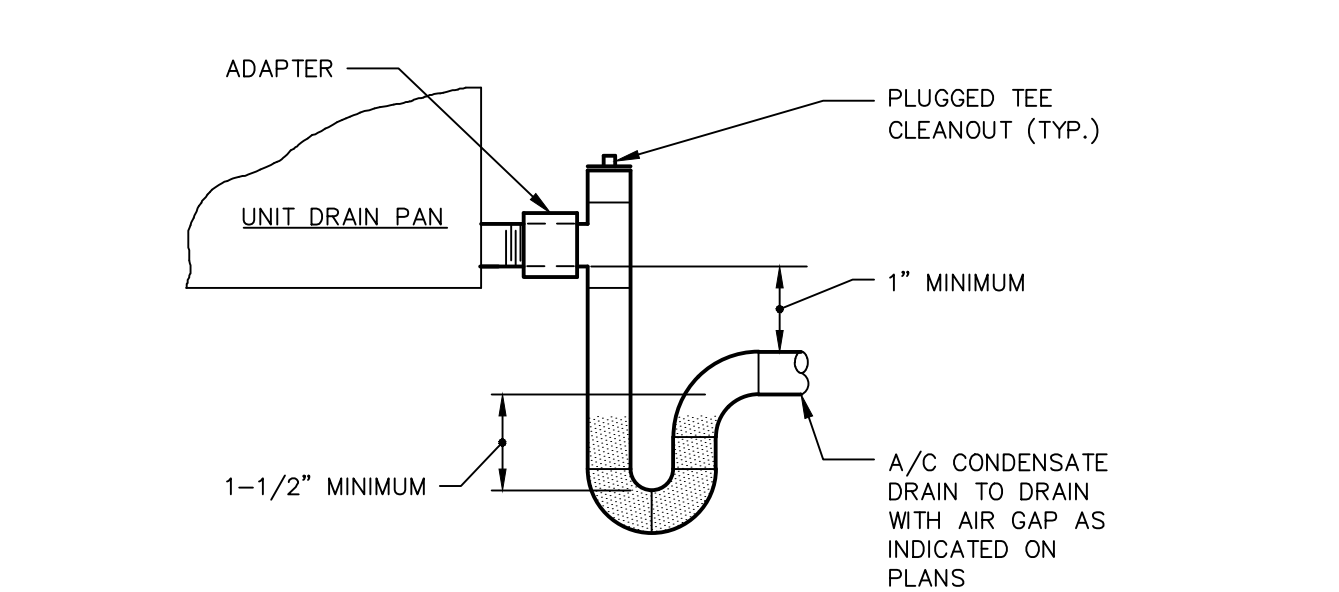 ADAPTER
PLUGGED TEE
CLEANOUT (TYP.)
UNIT DRAIN PAN
1” MINIMUM
1-1/2” MINIMUM
A/C CONDENSATE
DRAIN TO DRAIN
WITH AIR GAP AS
INDICATED ON
PLANS